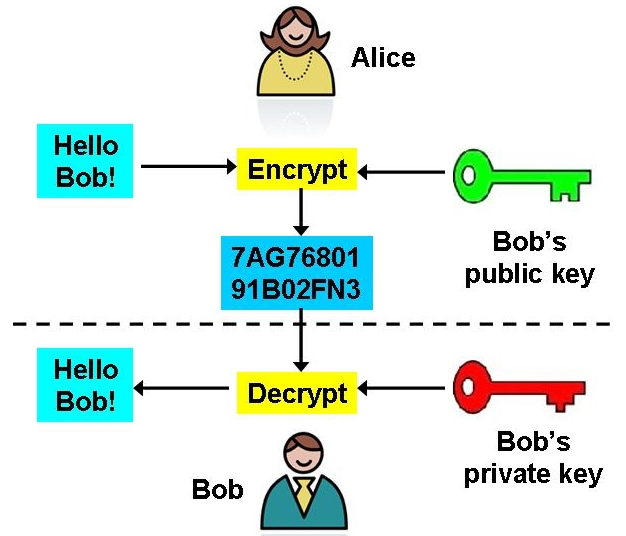 Alice
Hello
Bob!
Encrypt
Bob's
public key
7AG76801
91B02FN3
Hello
Bob!
Decrypt
Bob's
private key
Bob